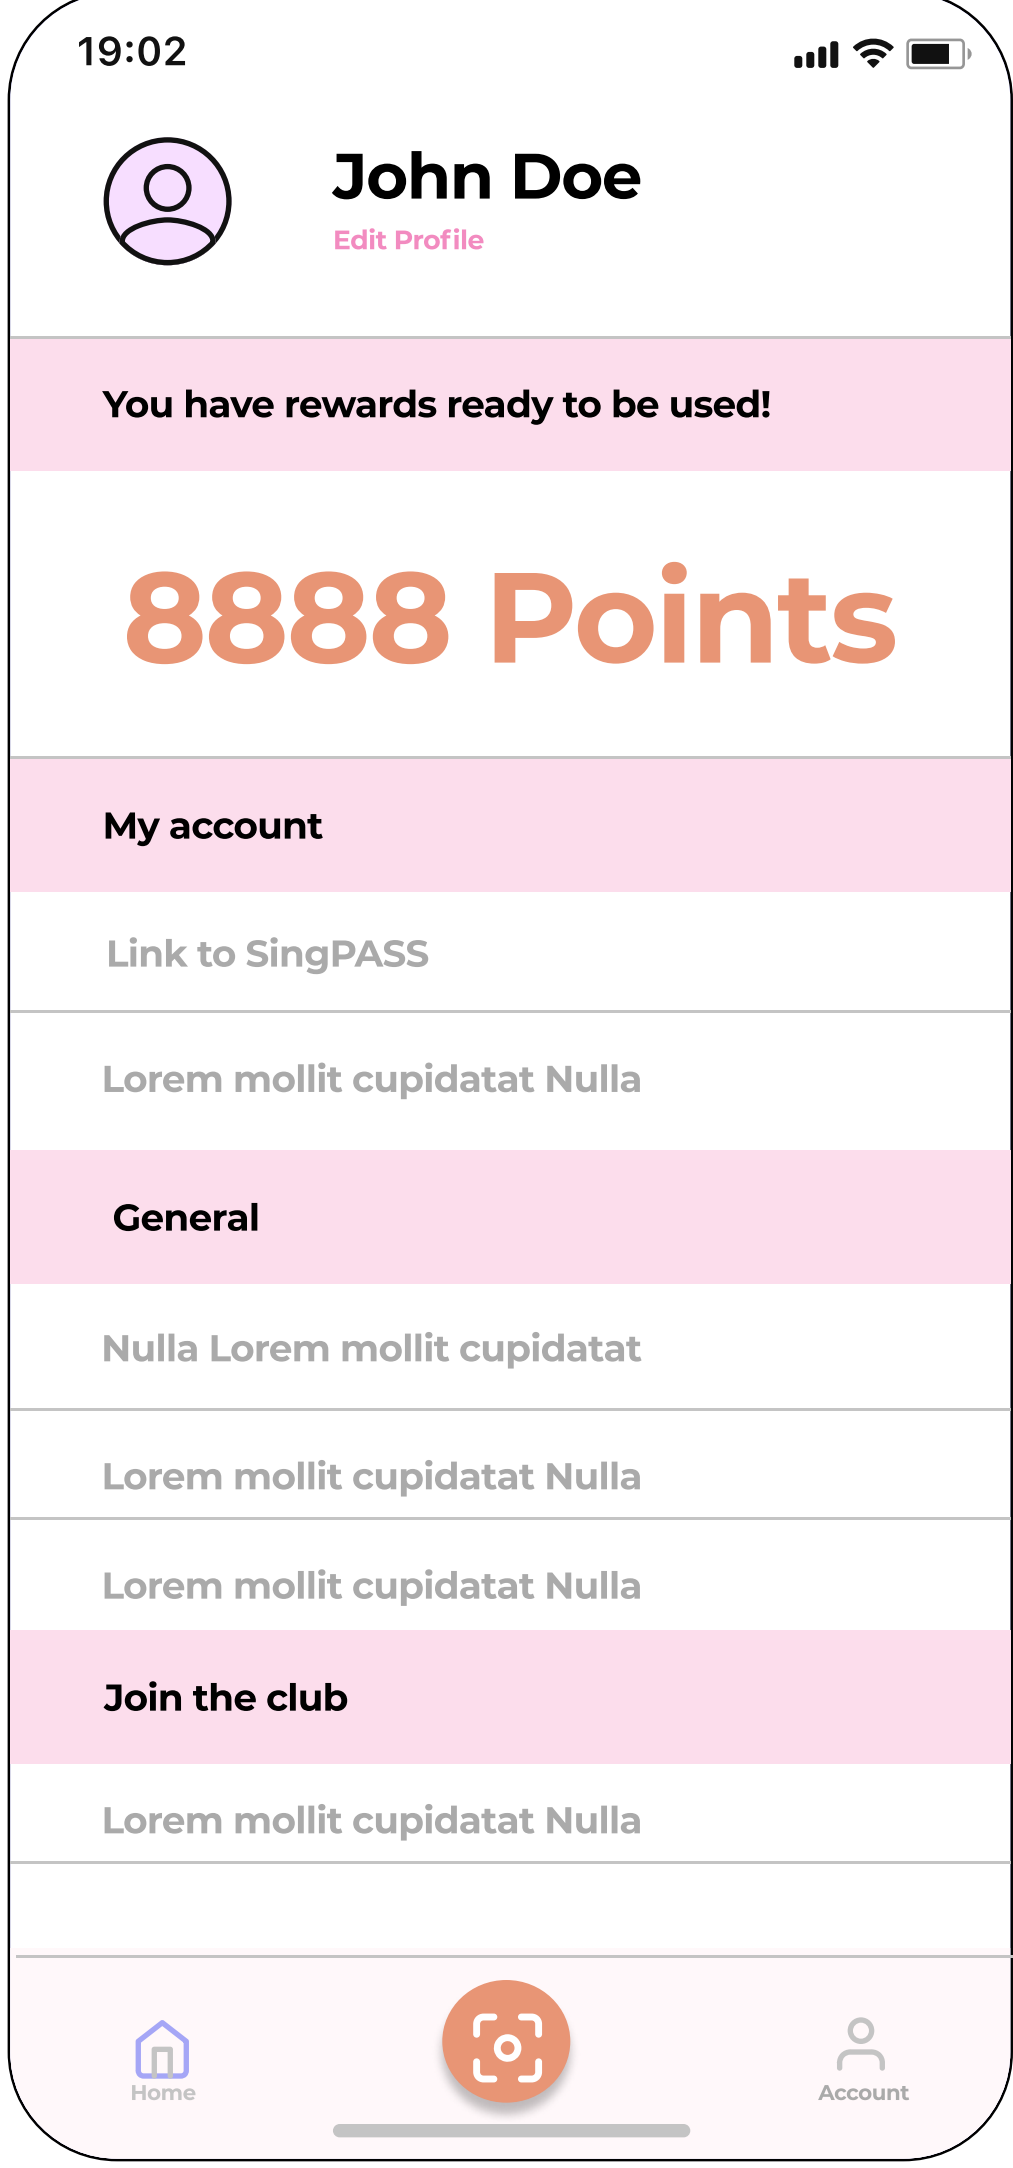 19:02
John Doe
Edit Profile
You have rewards ready to be used!
8888 Points
My account
Link to SingPASS
Lorem mollit cupidatat Nulla
General
Nulla Lorem mollit cupidatat
Lorem mollit cupidatat Nulla
Lorem mollit cupidatat Nulla
Join the club
Lorem mollit cupidatat Nulla
Home
Account